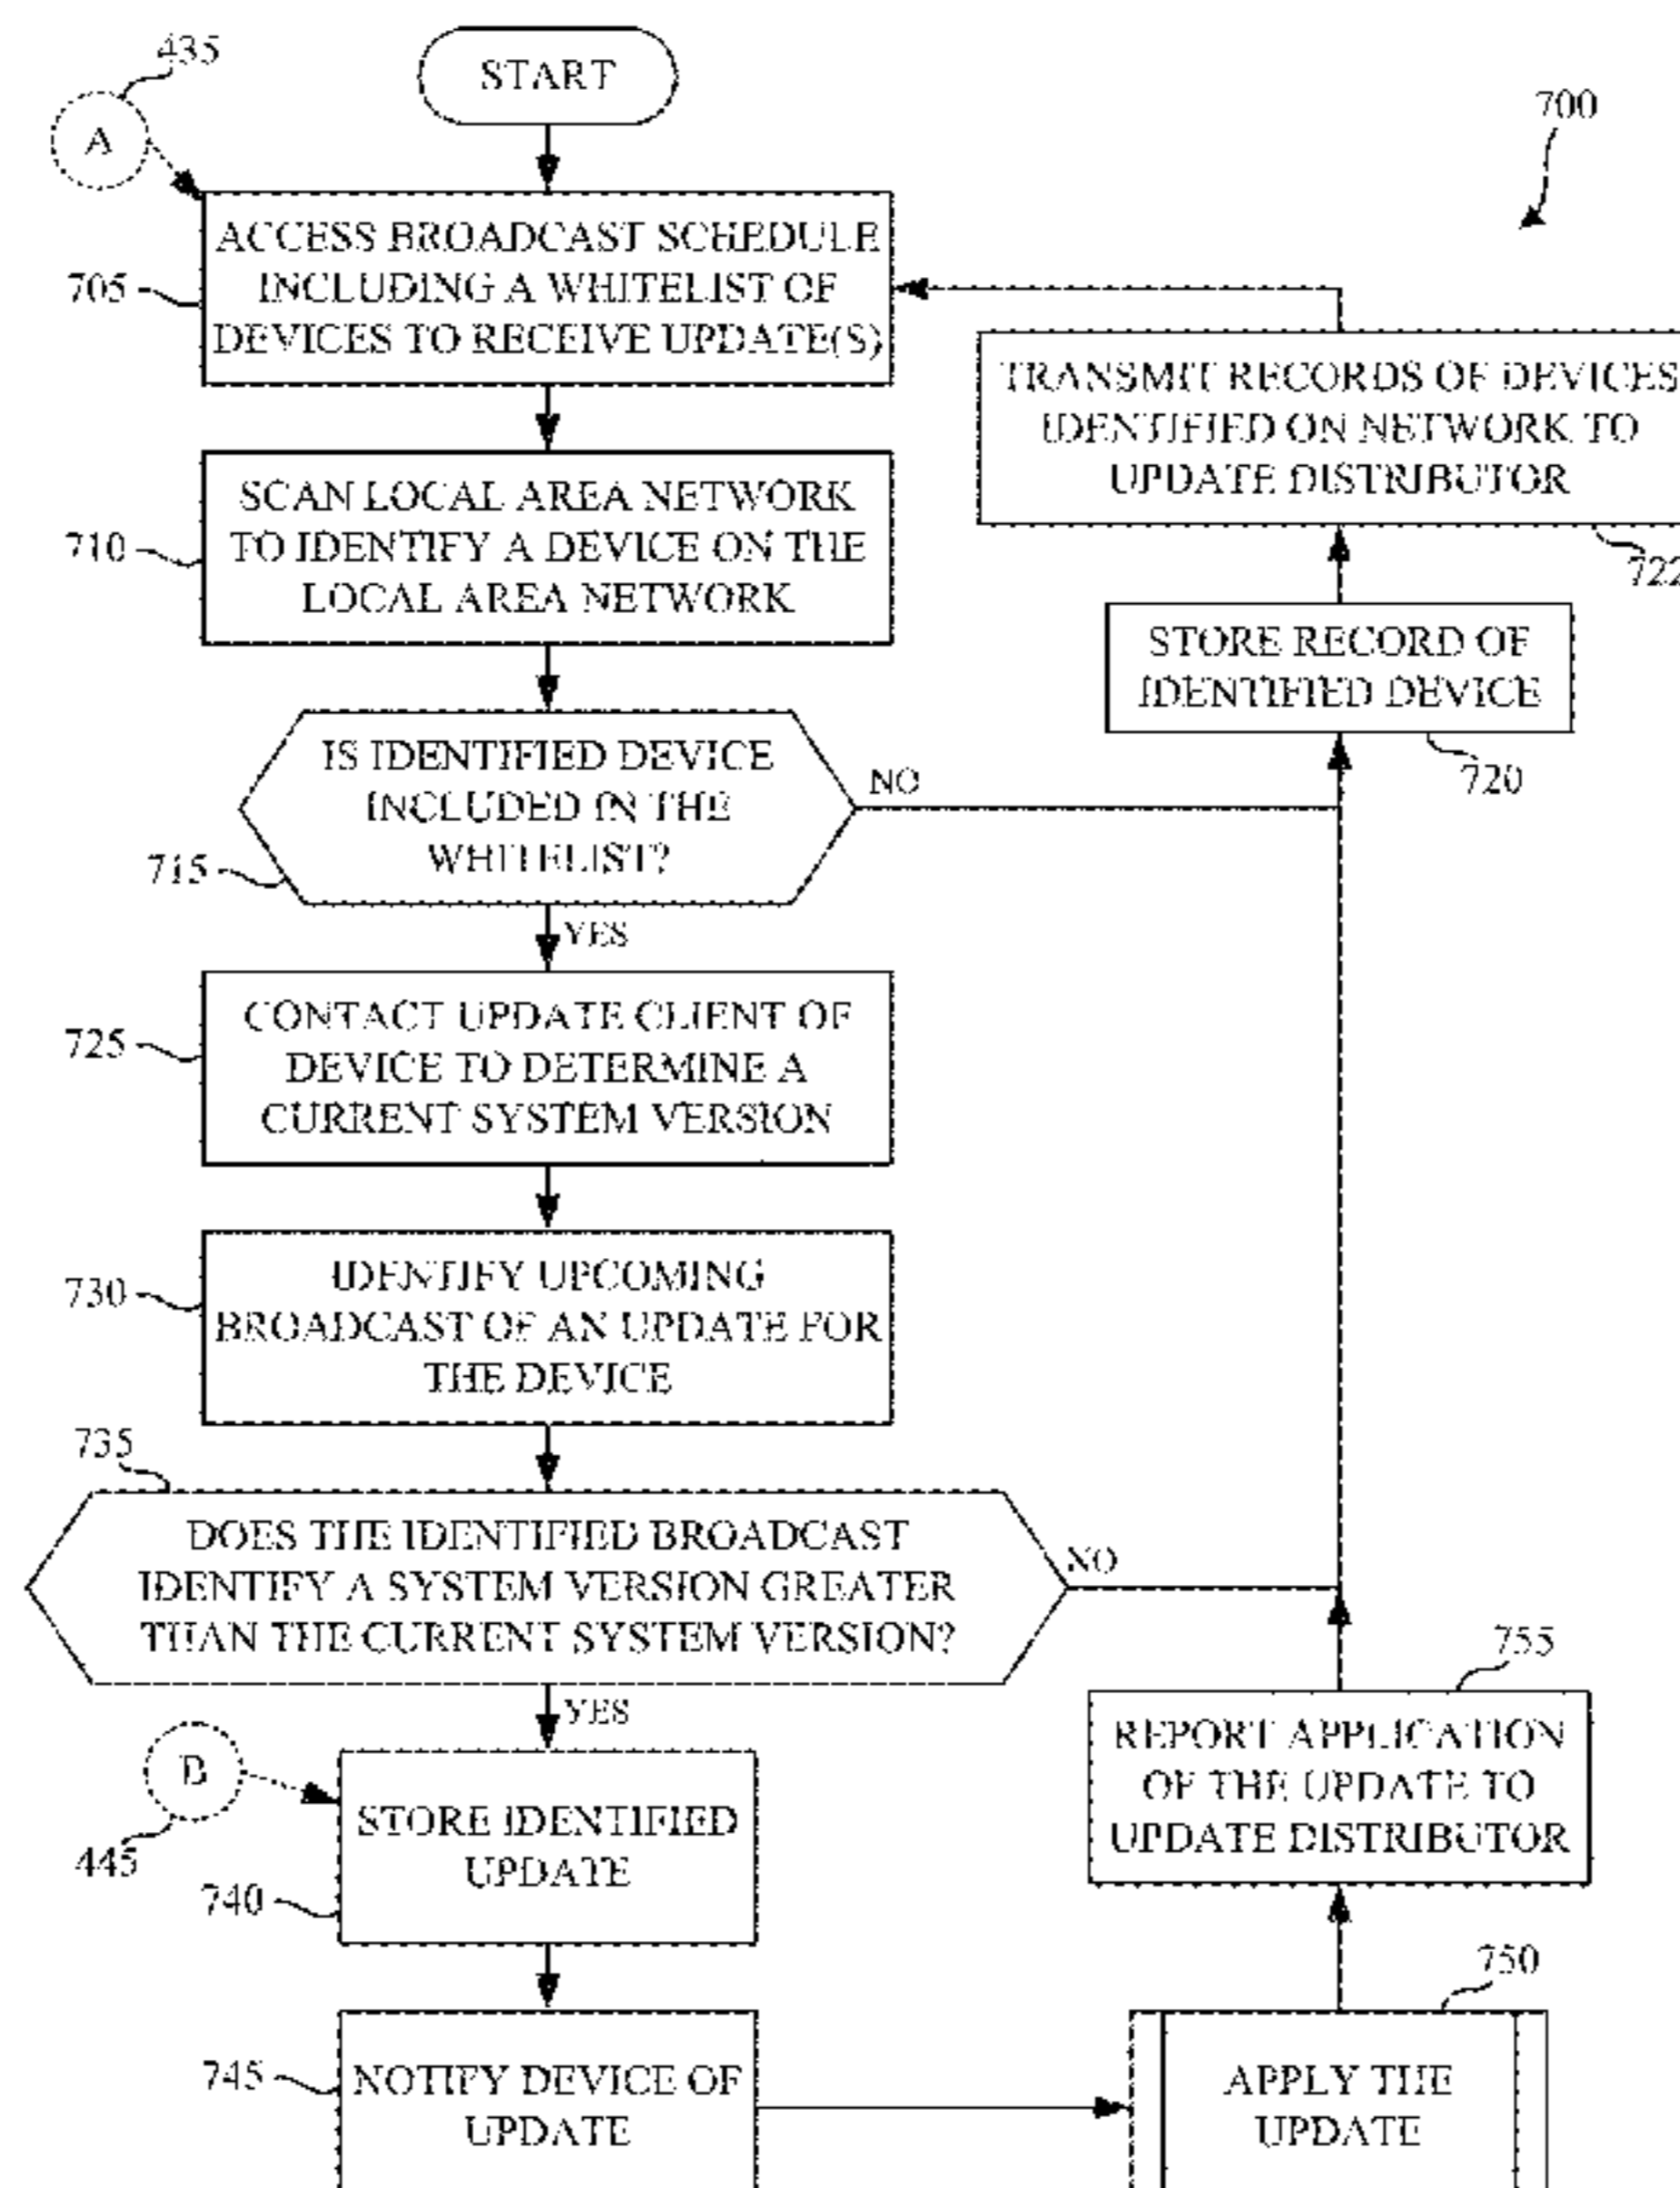 435
START
A
700
ACCESS BROADCAST SCHEDULE
INCLUDING A WHITELIST OF
DEVICES TO RECEIVE UPDATE(S)
705
TRANSMIT RECORDS OF DEVICES
IDENTIFIED ON NETWORK TO
UPDATE DISTRIBUTOR
722
SCAN LOCAL AREA NETWORK
TO IDENTIFY A DEVICE ON THE
LOCAL AREA NETWORK
710
STORE RECORD OF
IDENTIFIED DEVICE
720
IS IDENTIFIED DEVICE
INCLUDED IN THE
WHITELIST?
NO
715
YES
CONTACT UPDATE CLIENT OF
DEVICE TO DETERMINE A
CURRENT SYSTEM VERSION
725
IDENTIFY UPCOMING
BROADCAST OF AN UPDATE FOR
THE DEVICE
730
735
DOES THE IDENTIFIED BROADCAST
IDENTIFY A SYSTEM VERSION GREATER
THAN THE CURRENT SYSTEM VERSION?
NO
YES
755
REPORT APPLICATION
OF THE UPDATE TO
UPDATE DISTRIBUTOR
B
445
STORE IDENTIFIED
UPDATE
740
750
745
NOTIFY DEVICE OF
UPDATE
APPLY THE
UPDATE